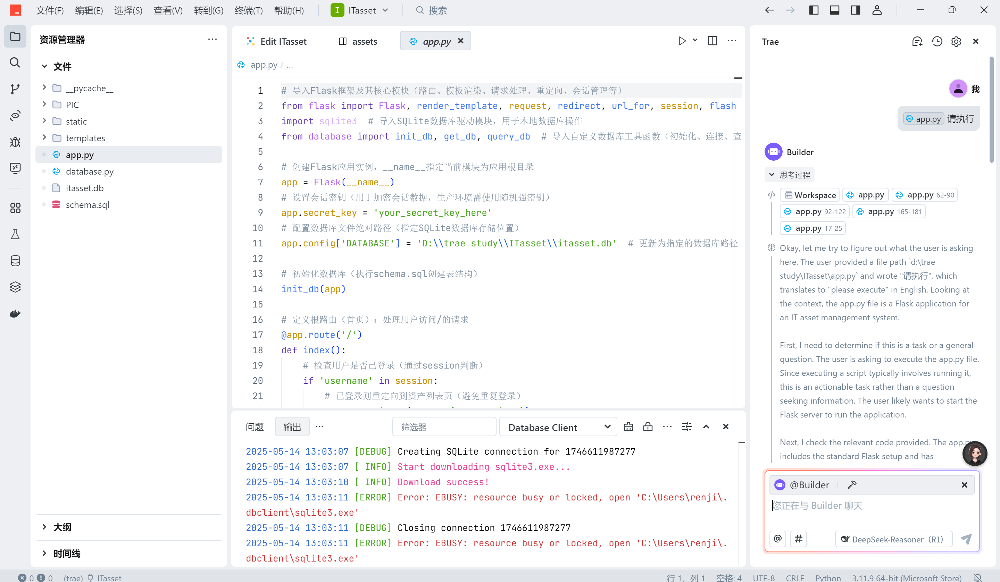 文件(F) 编辑(E) 选择(S) 查看(V) 转到(G) 终端(T) 帮助(H) I ITasset 搜索
资源管理器
文件
__pycache__
PIC
static
templates
app.py
database.py
itasset.db
schema.sql
大纲
时间线
Edit ITasset assets app.py
app.py / ...
1 # 导入Flask框架及其核心模块（路由、模板渲染、请求处理、重定向、会话管理等）
2 from flask import Flask, render_template, request, redirect, url_for, session, flash
3 import sqlite3  # 导入SQLite数据库驱动模块，用于本地数据库操作
4 from database import init_db, get_db, query_db  # 导入自定义数据库工具函数（初始化、连接、查
5
6 # 创建Flask应用实例，__name__指定当前模块为应用根目录
7 app = Flask(__name__)
8 # 设置会话密钥（用于加密会话数据，生产环境需使用随机强密钥）
9 app.secret_key = 'your_secret_key_here'
10 # 配置数据库文件绝对路径（指定SQLite数据库存储位置）
11 app.config['DATABASE'] = 'D:\\trae study\\ITasset\\itasset.db'  # 更新为指定的数据库路径
12
13 # 初始化数据库（执行schema.sql创建表结构）
14 init_db(app)
15
16 # 定义根路由（首页）：处理用户访问/的请求
17 @app.route('/')
18 def index():
19     # 检查用户是否已登录（通过session判断）
20     if 'username' in session:
21         # 已登录则重定向到资产列表页（避免重复登录）
问题 输出 筛选器 Database Client
2025-05-14 13:03:07 [DEBUG] Creating SQLite connection for 1746611987277
2025-05-14 13:03:07 [ INFO] Start downloading sqlite3.exe...
2025-05-14 13:03:10 [ INFO] Download success!
2025-05-14 13:03:11 [ERROR] Error: EBUSY: resource busy or locked, open 'C:\Users\renji\.
dbclient\sqlite3.exe'
2025-05-14 13:03:11 [DEBUG] Closing connection 1746611987277
2025-05-14 13:03:11 [ERROR] Error: EBUSY: resource busy or locked, open 'C:\Users\renji\.
dbclient\sqlite3.exe'
Trae
我
app.py 请执行
Builder
思考过程
Workspace app.py app.py 62-90
app.py 92-122 app.py 165-181
app.py 17-25
Okay, let me try to figure out what the user is asking
here. The user provided a file path `d:\trae
study\ITasset\app.py` and wrote "请执行", which
translates to "please execute" in English. Looking at
the context, the app.py file is a Flask application for
an IT asset management system.
First, I need to determine if this is a task or a general
question. The user is asking to execute the app.py file.
Since executing a script typically involves running it,
this is an actionable task rather than a question
seeking information. The user likely wants to start the
Flask server to run the application.
Next, I check the relevant code provided. The app.py
includes the standard Flask setup and has
@Builder
您正在与 Builder 聊天
@ # DeepSeek-Reasoner（R1）
0 0 (trae) ITasset 行 1，列 1 空格: 4 UTF-8 CRLF Python 3.11.9 64-bit (Microsoft Store)